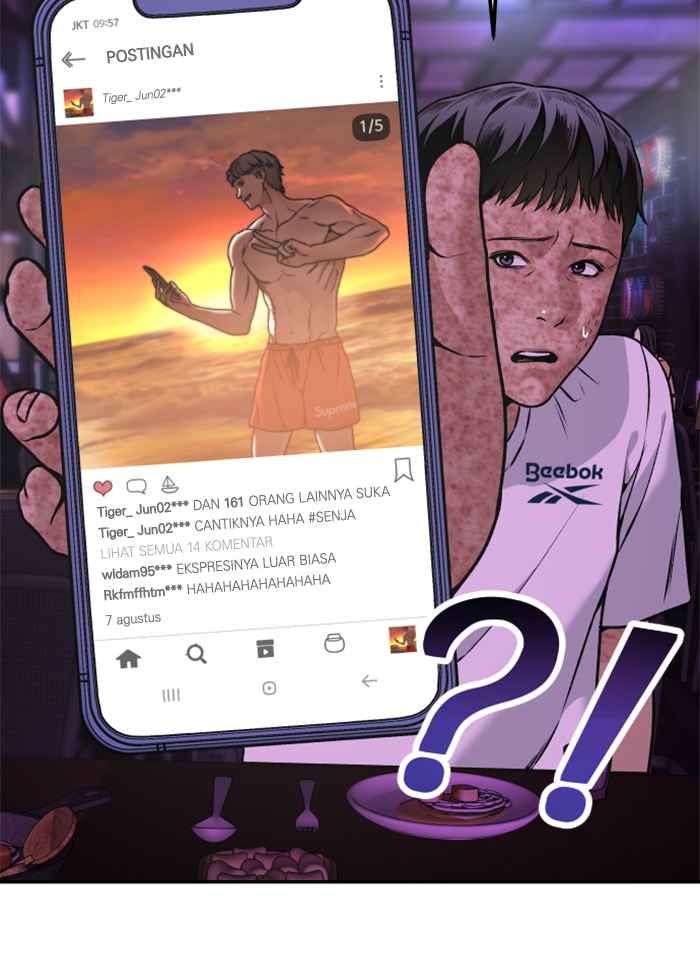 JKT 09:57
POSTINGAN
Tiger_ Jun02***
1/5
Supreme
Tiger_ Jun02*** DAN 161 ORANG LAINNYA SUKA
Tiger_ Jun02*** CANTIKNYA HAHA #SENJA
LIHAT SEMUA 14 KOMENTAR
widam95*** EKSPRESINYA LUAR BIASA
Rkfmffhtm*** HAHAHAHAHAHAHAHA
7 agustus
Beebok
?!